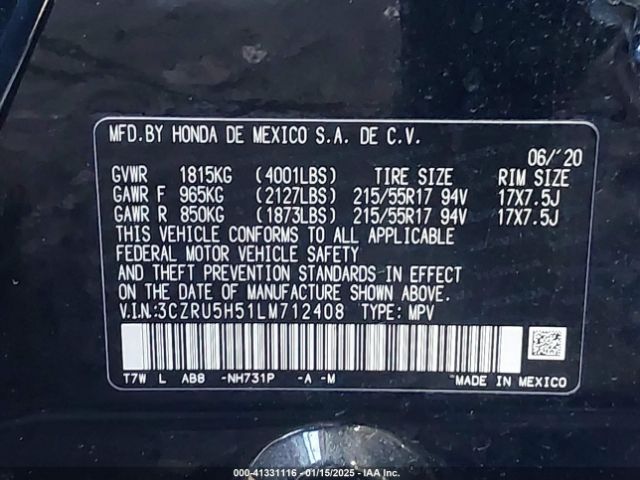 MFD.BY HONDA DE MEXICO S.A. DE C.V.
06/'20
GVWR 1815KG (4001LBS) TIRE SIZE RIM SIZE
GAWR F 965KG (2127LBS) 215/55R17 94V 17X7.5J
GAWR R 850KG (1873LBS) 215/55R17 94V 17X7.5J
THIS VEHICLE CONFORMS TO ALL APPLICABLE
FEDERAL MOTOR VEHICLE SAFETY
AND THEFT PREVENTION STANDARDS IN EFFECT
ON THE DATE OF MANUFACTURE SHOWN ABOVE.
V.I.N.:3CZRU5H51LM712408 TYPE: MPV
T7W L AB8 -NH731P -A -M "MADE IN MEXICO"
000-41331116 - 01/15/2025 - IAA Inc.